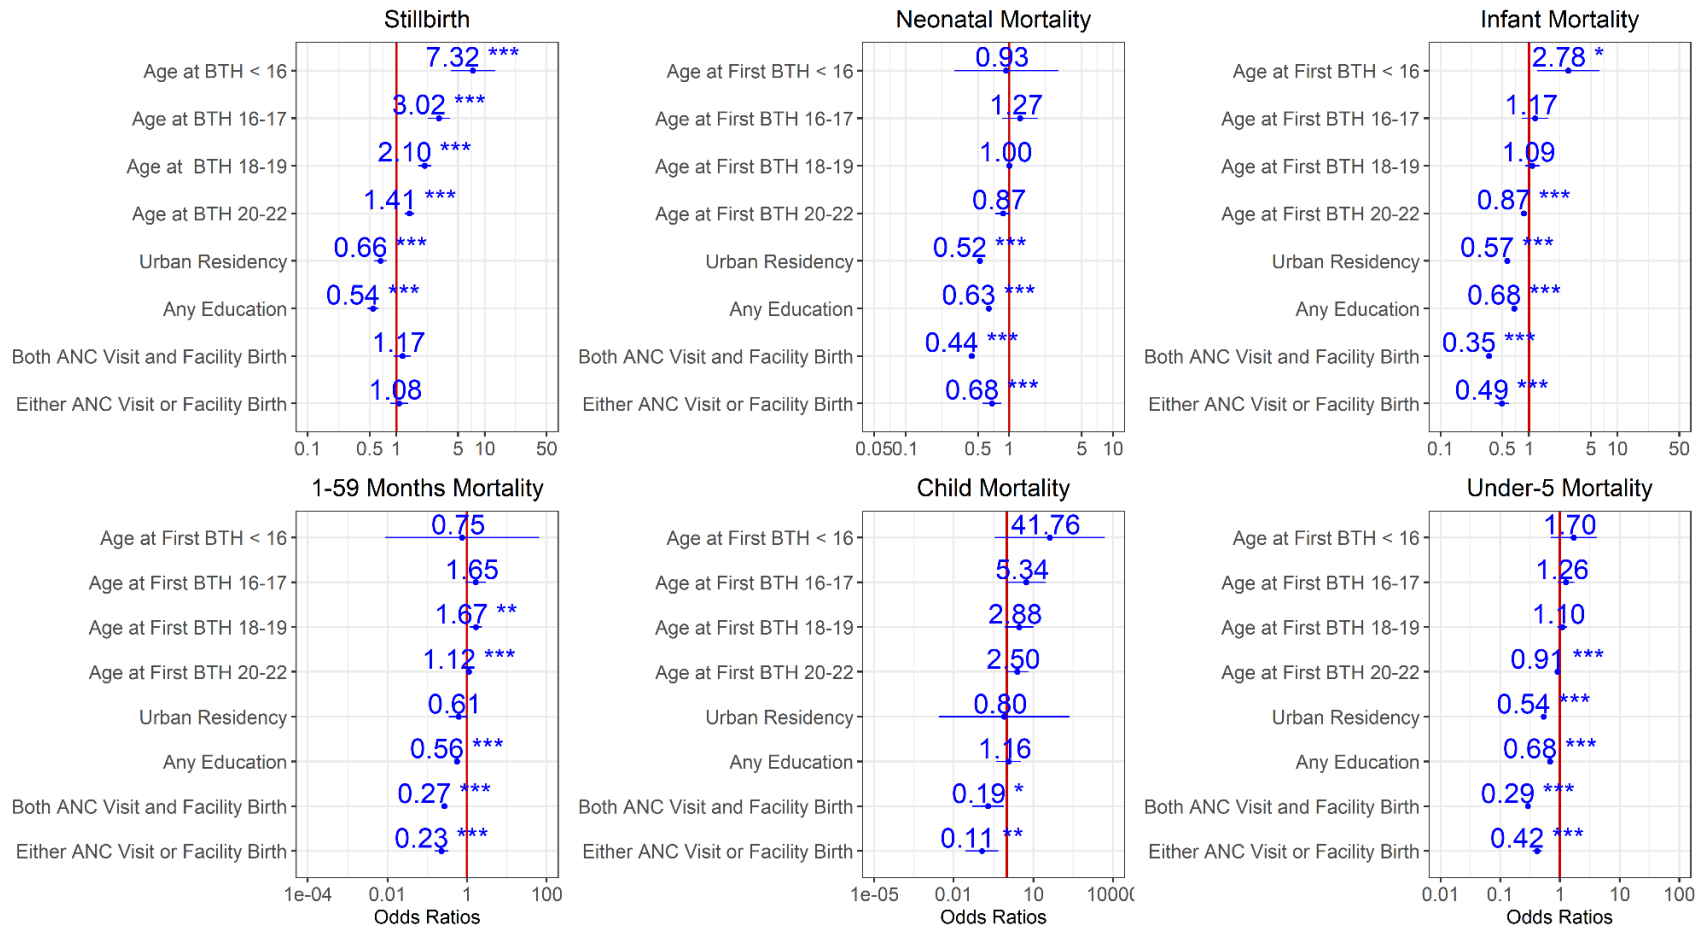 Stillbirth
Age at BTH < 16
7.32 ***
Age at BTH 16-17
3.02 ***
Age at  BTH 18-19
2.10 ***
Age at BTH 20-22
1.41 ***
Urban Residency
0.66 ***
Any Education
0.54 ***
Both ANC Visit and Facility Birth
1.17
Either ANC Visit or Facility Birth
1.08
0.1 0.5 1 5 10 50
Neonatal Mortality
Age at First BTH < 16
0.93
Age at First BTH 16-17
1.27
Age at First BTH 18-19
1.00
Age at First BTH 20-22
0.87
Urban Residency
0.52 ***
Any Education
0.63 ***
Both ANC Visit and Facility Birth
0.44 ***
Either ANC Visit or Facility Birth
0.68 ***
0.05 0.1 0.5 1 5 10
Infant Mortality
Age at First BTH < 16
2.78 *
Age at First BTH 16-17
1.17
Age at First BTH 18-19
1.09
Age at First BTH 20-22
0.87 ***
Urban Residency
0.57 ***
Any Education
0.68 ***
Both ANC Visit and Facility Birth
0.35 ***
Either ANC Visit or Facility Birth
0.49 ***
0.1 0.5 1 5 10 50
1-59 Months Mortality
Age at First BTH < 16
0.75
Age at First BTH 16-17
1.65
Age at First BTH 18-19
1.67 **
Age at First BTH 20-22
1.12 ***
Urban Residency
0.61
Any Education
0.56 ***
Both ANC Visit and Facility Birth
0.27 ***
Either ANC Visit or Facility Birth
0.23 ***
1e-04 0.01 1 100
Odds Ratios
Child Mortality
Age at First BTH < 16
41.76
Age at First BTH 16-17
5.34
Age at First BTH 18-19
2.88
Age at First BTH 20-22
2.50
Urban Residency
0.80
Any Education
1.16
Both ANC Visit and Facility Birth
0.19 *
Either ANC Visit or Facility Birth
0.11 **
1e-05 0.01 10 10000
Odds Ratios
Under-5 Mortality
Age at First BTH < 16
1.70
Age at First BTH 16-17
1.26
Age at First BTH 18-19
1.10
Age at First BTH 20-22
0.91 ***
Urban Residency
0.54 ***
Any Education
0.68 ***
Both ANC Visit and Facility Birth
0.29 ***
Either ANC Visit or Facility Birth
0.42 ***
0.01 0.1 1 10 100
Odds Ratios